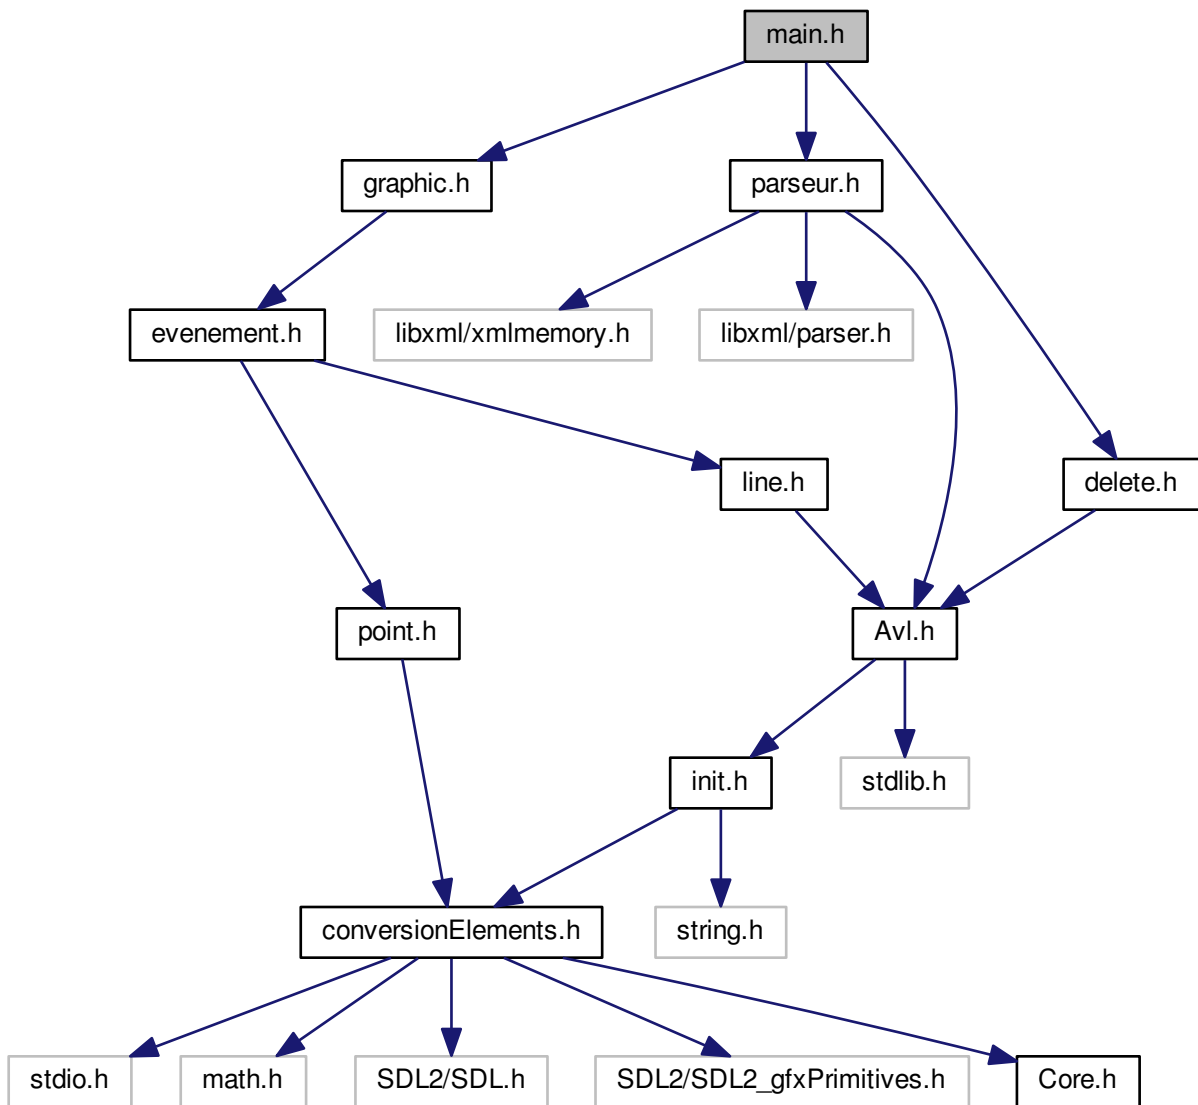 main.h
graphic.h
parseur.h
evenement.h
libxml/xmlmemory.h
libxml/parser.h
line.h
delete.h
point.h
Avl.h
init.h
stdlib.h
conversionElements.h
string.h
stdio.h
math.h
SDL2/SDL.h
SDL2/SDL2_gfxPrimitives.h
Core.h